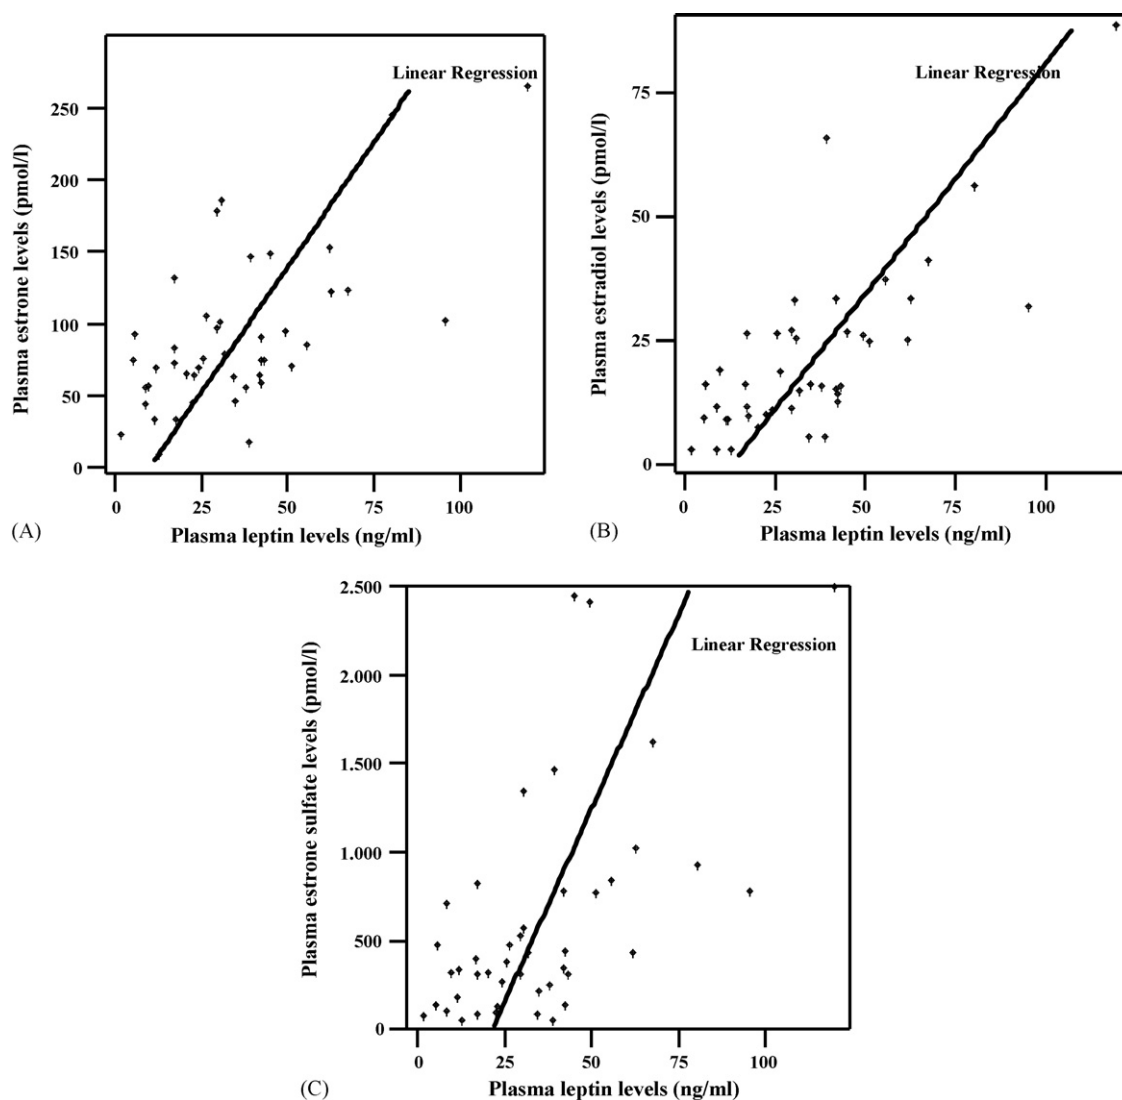 Linear Regression
Plasma estrone levels (pmol/l)
250
200
150
100
50
0
0 25 50 75 100
Plasma leptin levels (ng/ml)
(A)
Linear Regression
Plasma estradiol levels (pmol/l)
75
50
25
0
0 25 50 75 100
Plasma leptin levels (ng/ml)
(B)
Linear Regression
Plasma estrone sulfate levels (pmol/l)
2.500
2.000
1.500
1.000
500
0
0 25 50 75 100
Plasma leptin levels (ng/ml)
(C)